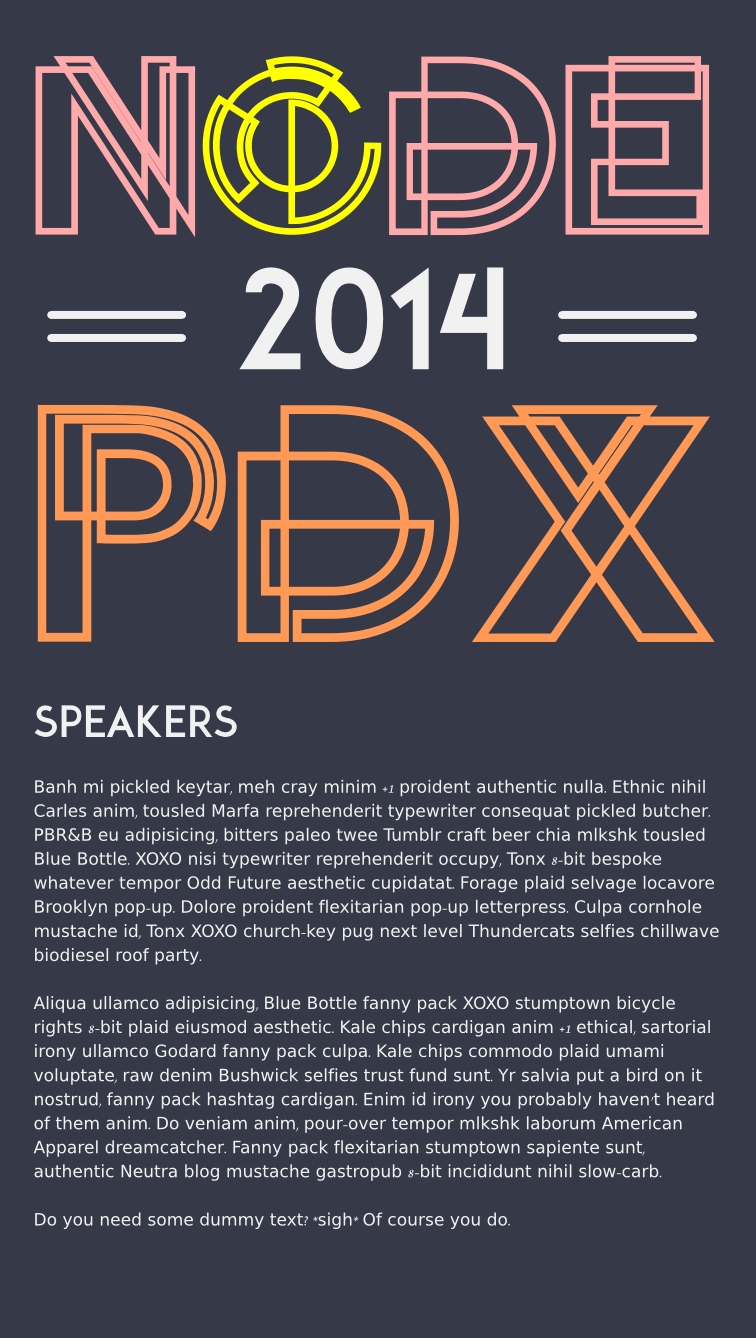 NODE
2014
PDX
SPEAKERS
Banh mi pickled keytar, meh cray minim +1 proident authentic nulla. Ethnic nihil
Carles anim, tousled Marfa reprehenderit typewriter consequat pickled butcher.
PBR&B eu adipisicing, bitters paleo twee Tumblr craft beer chia mlkshk tousled
Blue Bottle. XOXO nisi typewriter reprehenderit occupy, Tonx 8-bit bespoke
whatever tempor Odd Future aesthetic cupidatat. Forage plaid selvage locavore
Brooklyn pop-up. Dolore proident flexitarian pop-up letterpress. Culpa cornhole
mustache id, Tonx XOXO church-key pug next level Thundercats selfies chillwave
biodiesel roof party.
Aliqua ullamco adipisicing, Blue Bottle fanny pack XOXO stumptown bicycle
rights 8-bit plaid eiusmod aesthetic. Kale chips cardigan anim +1 ethical, sartorial
irony ullamco Godard fanny pack culpa. Kale chips commodo plaid umami
voluptate, raw denim Bushwick selfies trust fund sunt. Yr salvia put a bird on it
nostrud, fanny pack hashtag cardigan. Enim id irony you probably haven't heard
of them anim. Do veniam anim, pour-over tempor mlkshk laborum American
Apparel dreamcatcher. Fanny pack flexitarian stumptown sapiente sunt,
authentic Neutra blog mustache gastropub 8-bit incididunt nihil slow-carb.
Do you need some dummy text? *sigh* Of course you do.